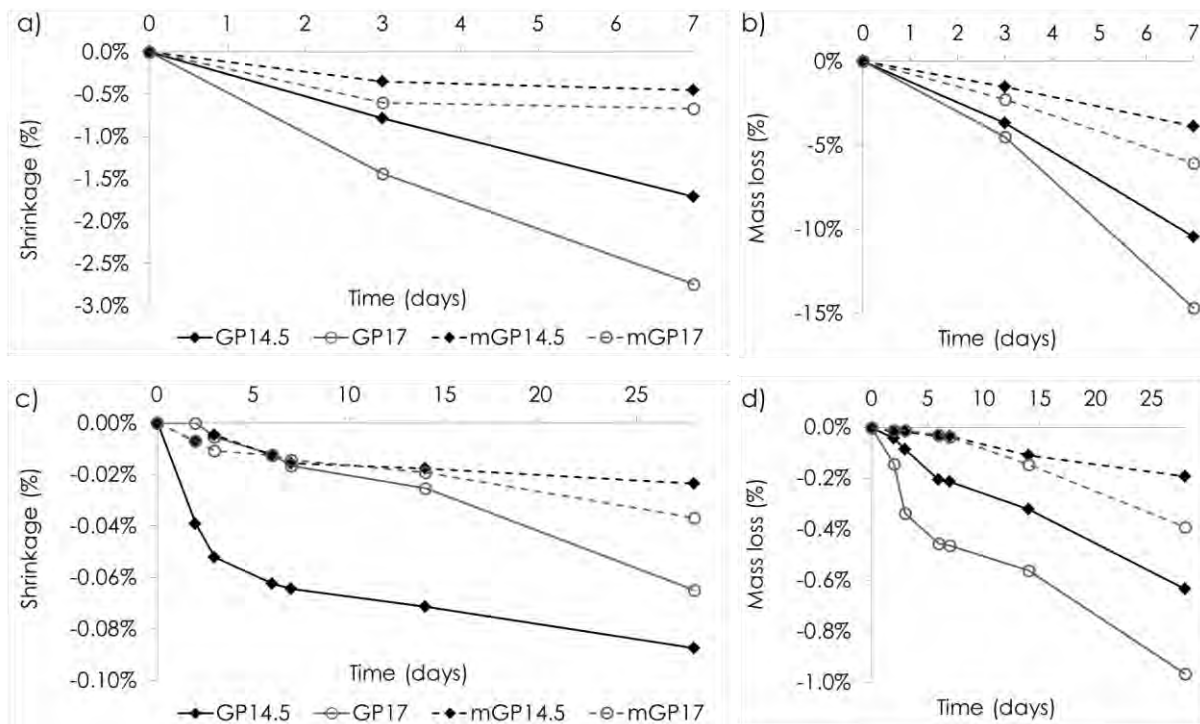 a)
0 1 2 3 4 5 6 7
0.0%
-0.5%
-1.0%
-1.5%
-2.0%
-2.5%
-3.0%
Shrinkage (%)
Time (days)
GP14.5 GP17 mGP14.5 mGP17
b)
0 1 2 3 4 5 6 7
0%
-5%
-10%
-15%
Mass loss (%)
Time (days)
c)
0 5 10 15 20 25
0.00%
-0.02%
-0.04%
-0.06%
-0.08%
-0.10%
Shrinkage (%)
Time (days)
GP14.5 GP17 mGP14.5 mGP17
d)
0 5 10 15 20 25
0.0%
-0.2%
-0.4%
-0.6%
-0.8%
-1.0%
Mass loss (%)
Time (days)